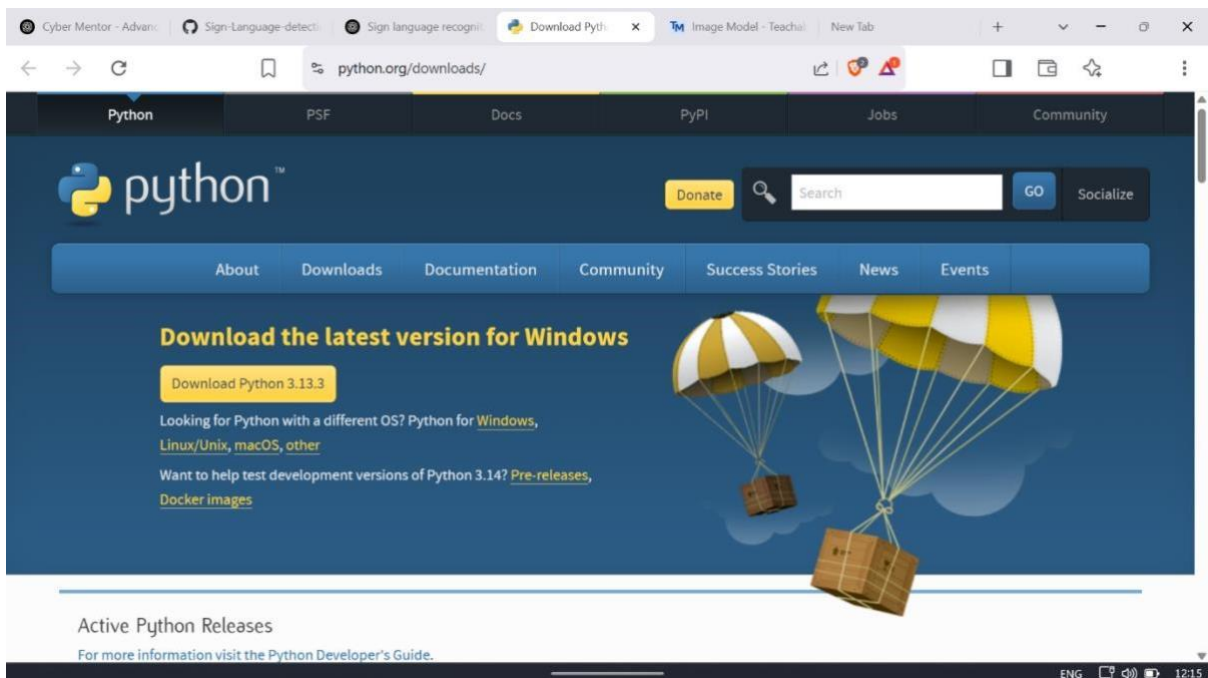 Cyber Mentor - Advanc
Sign-Language-detecti
Sign language recognit
Download Pyth
TM Image Model - Teachal
New Tab
python.org/downloads/
Python
PSF
Docs
PyPI
Jobs
Community
python™
Donate
Search
GO
Socialize
About
Downloads
Documentation
Community
Success Stories
News
Events
Download the latest version for Windows
Download Python 3.13.3
Looking for Python with a different OS? Python for Windows,
Linux/Unix, macOS, other
Want to help test development versions of Python 3.14? Pre-releases,
Docker images
Active Python Releases
For more information visit the Python Developer's Guide.
ENG
12:15